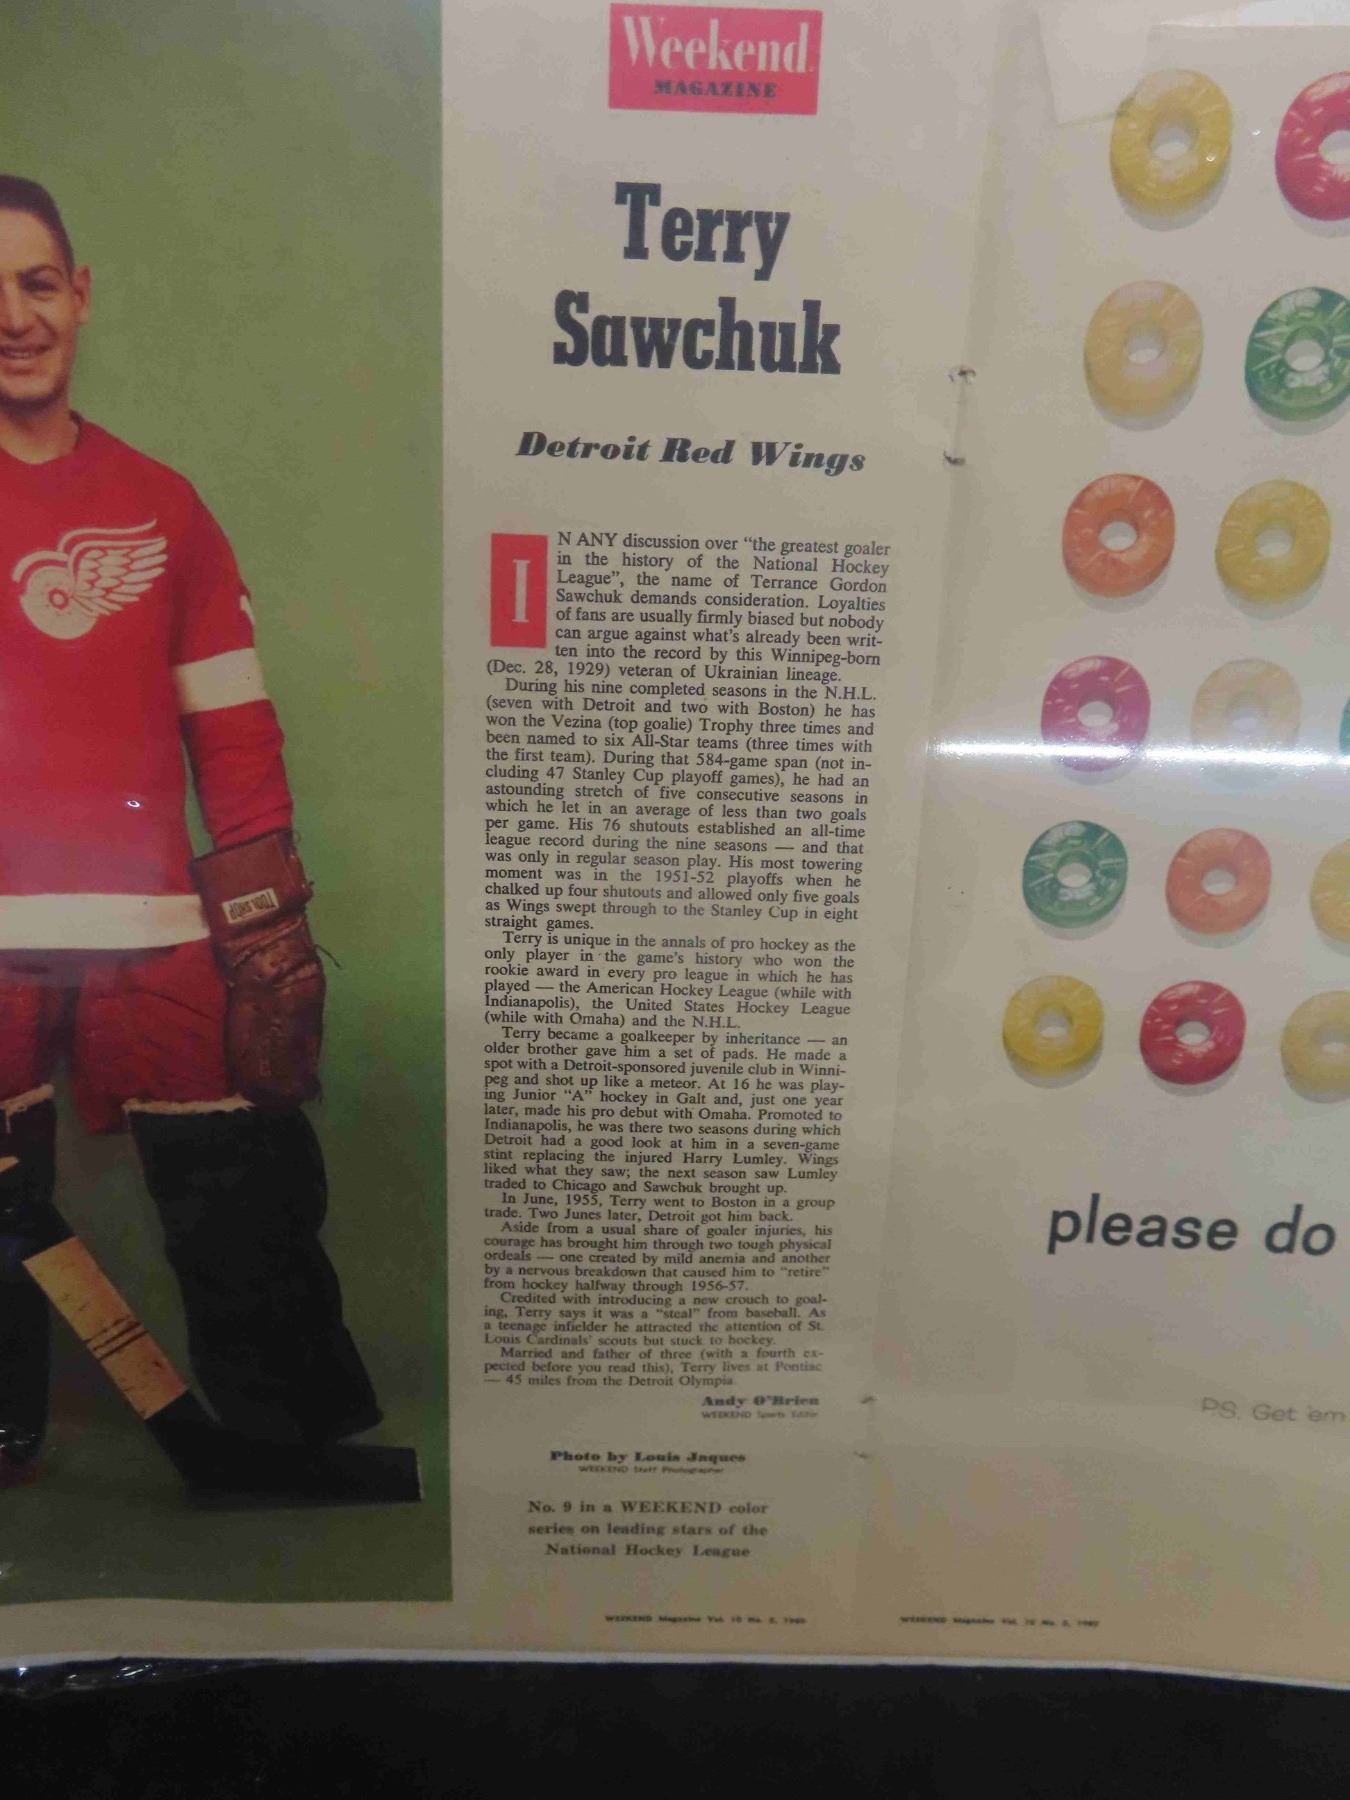 Weekend
MAGAZINE
Terry
Sawchuk
Detroit Red Wings
IN ANY discussion over “the greatest goaler
in the history of the National Hockey
League”, the name of Terrance Gordon
Sawchuk demands consideration. Loyalties
of fans are usually firmly biased but nobody
can argue against what’s already been writ-
ten into the record by this Winnipeg-born
(Dec. 28, 1929) veteran of Ukrainian lineage.
During his nine completed seasons in the N.H.L.
(seven with Detroit and two with Boston) he has
won the Vezina (top goalie) Trophy three times and
been named to six All-Star teams (three times with
the first team). During that 584-game span (not in-
cluding 47 Stanley Cup playoff games), he had an
astounding stretch of five consecutive seasons in
which he let in an average of less than two goals
per game. His 76 shutouts established an all-time
league record during the nine seasons — and that
was only in regular season play. His most towering
moment was in the 1951-52 playoffs when he
chalked up four shutouts and allowed only five goals
as Wings swept through to the Stanley Cup in eight
straight games.
Terry is unique in the annals of pro hockey as the
only player in the game’s history who won the
rookie award in every pro league in which he has
played — the American Hockey League (while with
Indianapolis), the United States Hockey League
(while with Omaha) and the N.H.L.
Terry became a goalkeeper by inheritance — an
older brother gave him a set of pads. He made a
spot with a Detroit-sponsored juvenile club in Winni-
peg and shot up like a meteor. At 16 he was play-
ing Junior “A” hockey in Galt and, just one year
later, made his pro debut with Omaha. Promoted to
Indianapolis, he was there two seasons during which
Detroit had a good look at him in a seven-game
stint replacing the injured Harry Lumley. Wings
liked what they saw; the next season saw Lumley
traded to Chicago and Sawchuk brought up.
In June, 1955, Terry went to Boston in a group
trade. Two Junes later, Detroit got him back.
Aside from a usual share of goaler injuries, his
courage has brought him through two tough physical
ordeals — one created by mild anemia and another
by a nervous breakdown that caused him to “retire”
from hockey halfway through 1956-57.
Credited with introducing a new crouch to goal-
ing, Terry says it was a “steal” from baseball. As
a teenage infielder he attracted the attention of St.
Louis Cardinals’ scouts but stuck to hockey.
Married and father of three (with a fourth ex-
pected before you read this), Terry lives at Pontiac
— 45 miles from the Detroit Olympia.
Andy O’Brien
WEEKEND Sports Editor
Photo by Louis Jaques
WEEKEND Staff Photographer
No. 9 in a WEEKEND color
series on leading stars of the
National Hockey League
WEEKEND Magazine Vol. 10 No.
WEEKEND Magazine Vol. 10 No.
please do
PS. Get 'em